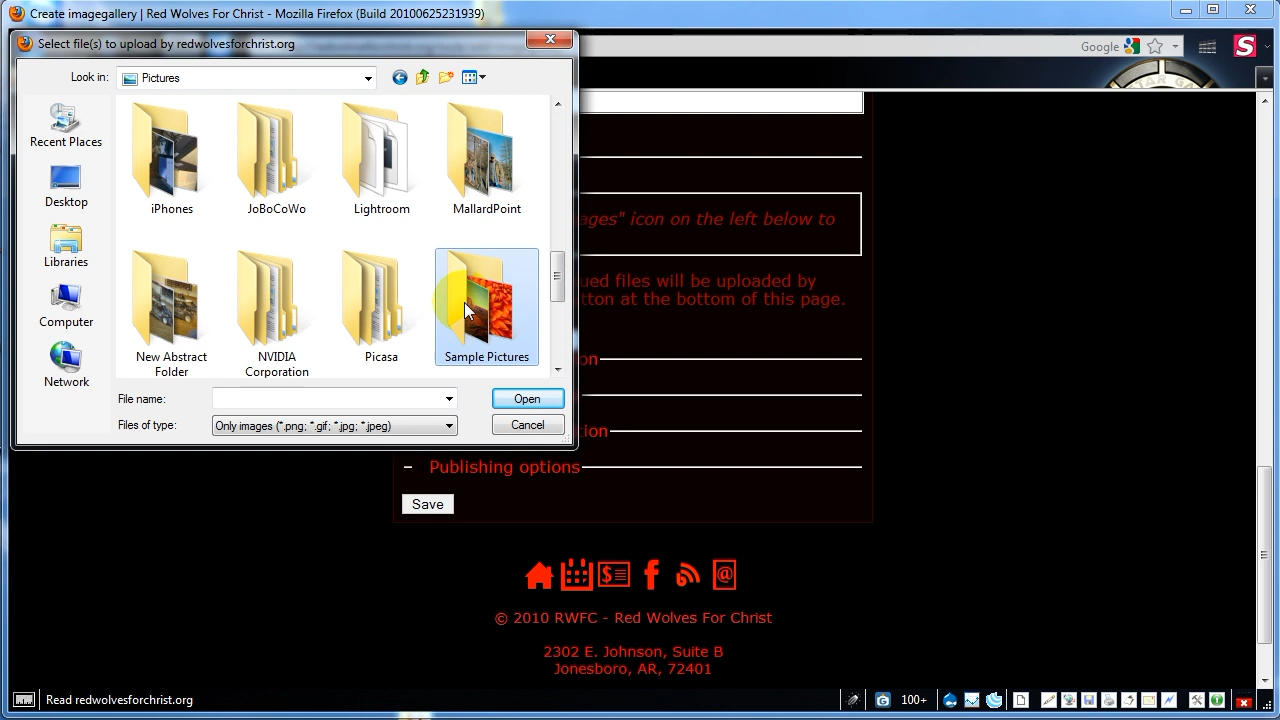 Create imagegallery | Red Wolves For Christ - Mozilla Firefox (Build 20100625231939)
Select file(s) to upload by redwolvesforchrist.org
Google
S
Look in:
Pictures
Recent Places
Desktop
Libraries
Computer
Network
iPhones
JoBoCoWo
Lightroom
MallardPoint
New Abstract
Folder
NVIDIA
Corporation
Picasa
Sample Pictures
File name:
Open
Files of type:
Only images (*.png; *.gif; *.jpg; *.jpeg)
Cancel
ages" icon on the left below to
ued files will be uploaded by
tton at the bottom of this page.
on
tion
Publishing options
Save
© 2010 RWFC - Red Wolves For Christ
2302 E. Johnson, Suite B
Jonesboro, AR, 72401
Read redwolvesforchrist.org
100+